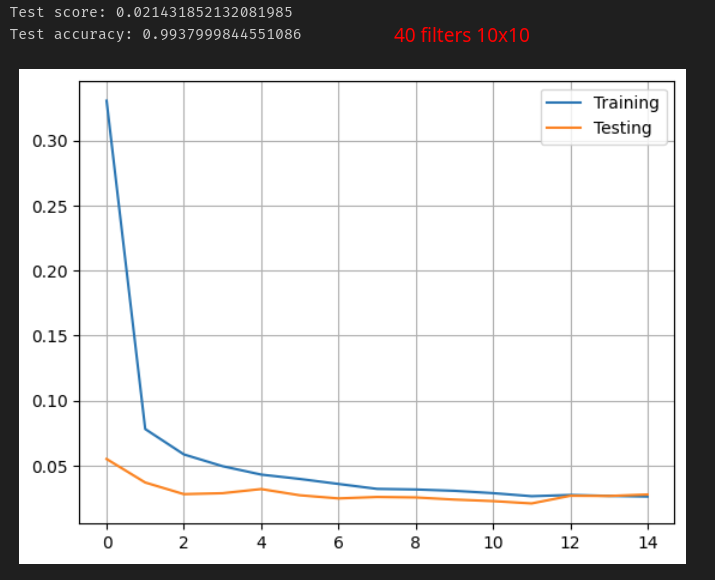 Test score: 0.021431852132081985
Test accuracy: 0.9937999844551086
40 filters 10x10
Training
Testing
0.30
0.25
0.20
0.15
0.10
0.05
0 2 4 6 8 10 12 14